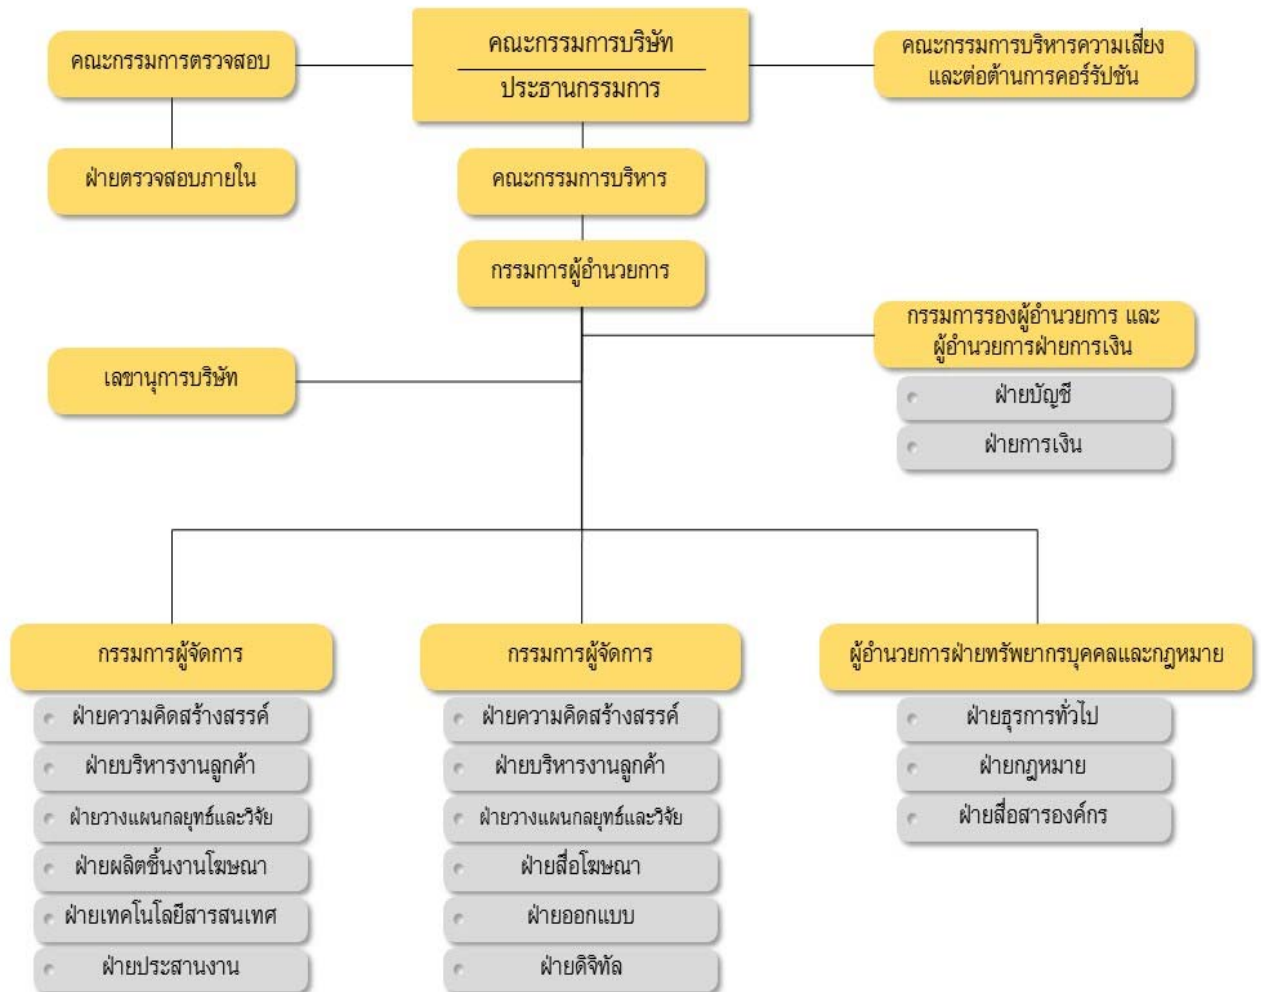 คณะกรรมการบริษัท
ประธานกรรมการ
คณะกรรมการตรวจสอบ
คณะกรรมการบริหารความเสี่ยง
และต่อต้านการคอร์รัปชัน
ฝ่ายตรวจสอบภายใน
คณะกรรมการบริหาร
กรรมการผู้อำนวยการ
กรรมการรองผู้อำนวยการ และ
ผู้อำนวยการฝ่ายการเงิน
ฝ่ายบัญชี
ฝ่ายการเงิน
เลขานุการบริษัท
กรรมการผู้จัดการ
ฝ่ายความคิดสร้างสรรค์
ฝ่ายบริหารงานลูกค้า
ฝ่ายวางแผนกลยุทธ์และวิจัย
ฝ่ายผลิตชิ้นงานโฆษณา
ฝ่ายเทคโนโลยีสารสนเทศ
ฝ่ายประสานงาน
กรรมการผู้จัดการ
ฝ่ายความคิดสร้างสรรค์
ฝ่ายบริหารงานลูกค้า
ฝ่ายวางแผนกลยุทธ์และวิจัย
ฝ่ายสื่อโฆษณา
ฝ่ายออกแบบ
ฝ่ายดิจิทัล
ผู้อำนวยการฝ่ายทรัพยากรบุคคลและกฎหมาย
ฝ่ายธุรการทั่วไป
ฝ่ายกฎหมาย
ฝ่ายสื่อสารองค์กร